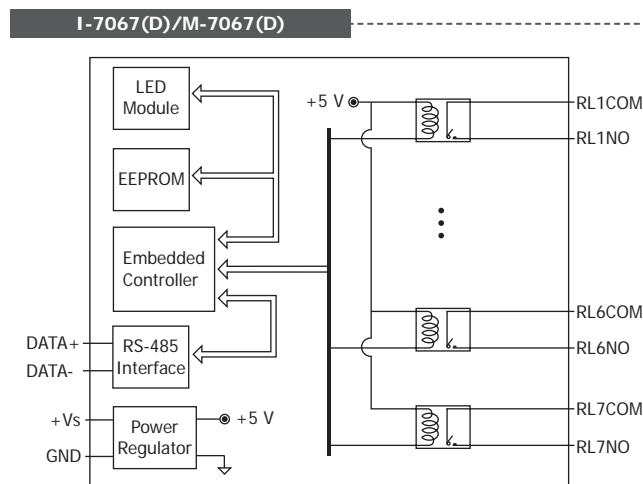 I-7067(D)/M-7067(D)
LED
Module
EEPROM
Embedded
Controller
RS-485
Interface
Power
Regulator
DATA+
DATA-
+Vs
GND
+5 V
+5 V
RL1COM
RL1NO
RL6COM
RL6NO
RL7COM
RL7NO